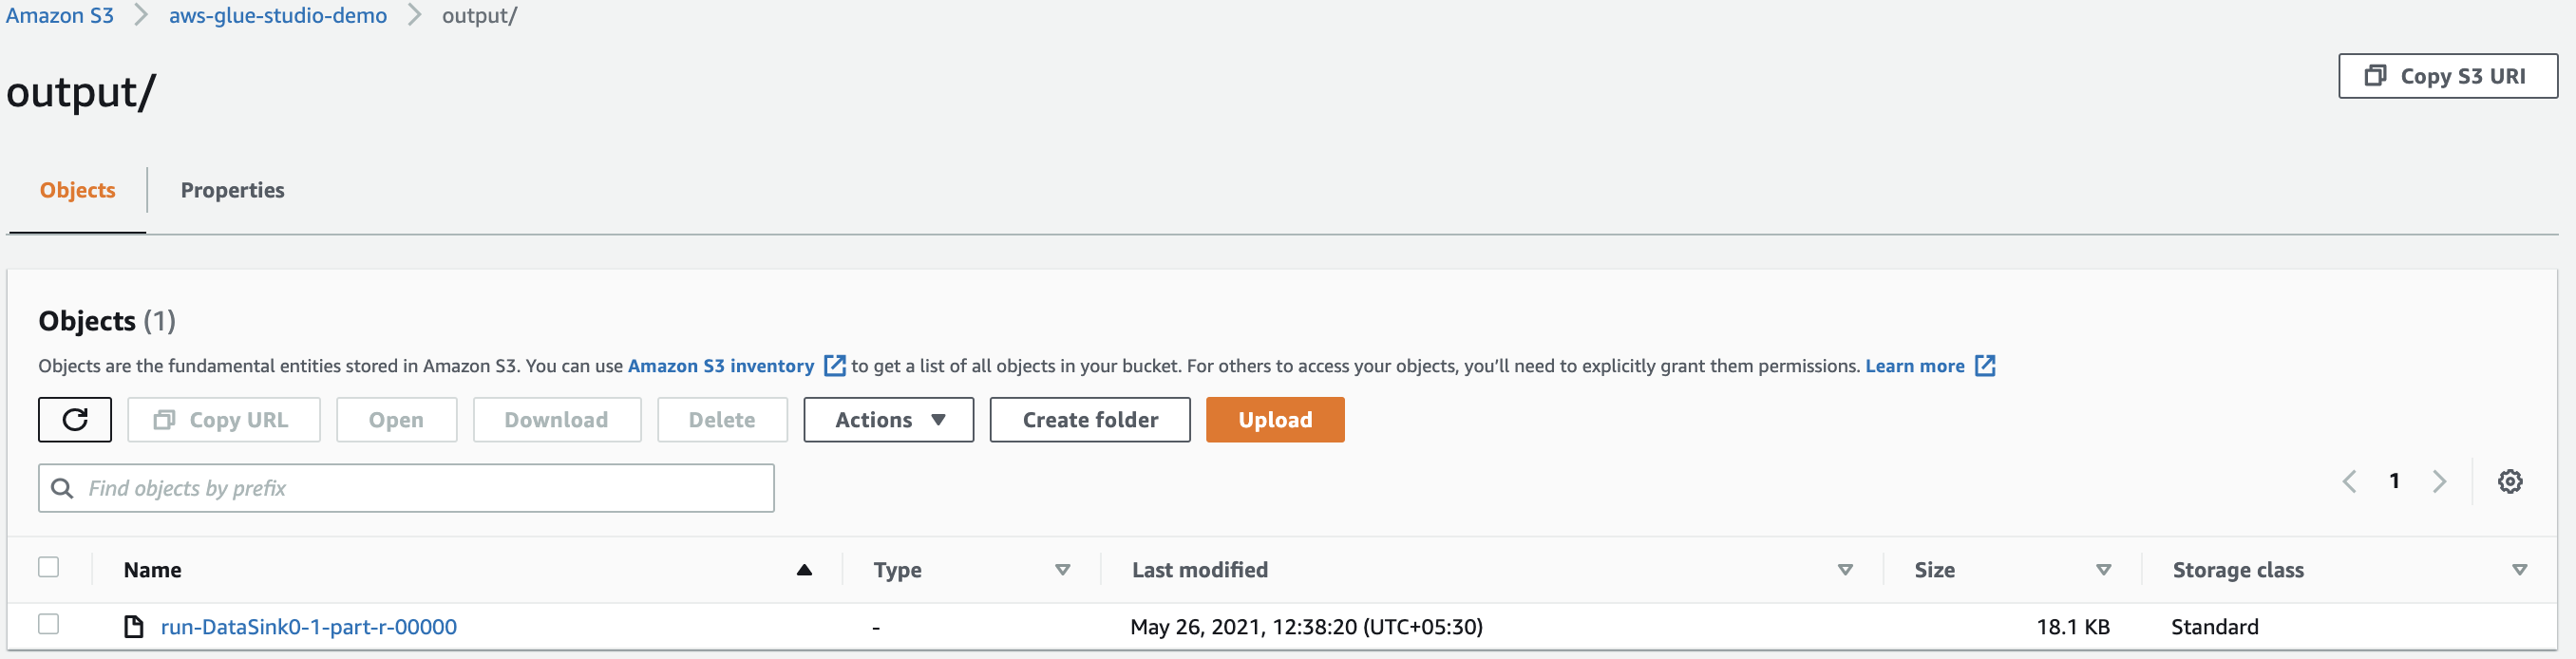 Amazon S3 > aws-glue-studio-demo > output/
output/
Copy S3 URI
Objects Properties
Objects (1)
Objects are the fundamental entities stored in Amazon S3. You can use Amazon S3 inventory to get a list of all objects in your bucket. For others to access your objects, you’ll need to explicitly grant them permissions. Learn more
Copy URL Open Download Delete Actions Create folder Upload
Find objects by prefix
1
Name Type Last modified Size Storage class
run-DataSink0-1-part-r-00000 - May 26, 2021, 12:38:20 (UTC+05:30) 18.1 KB Standard